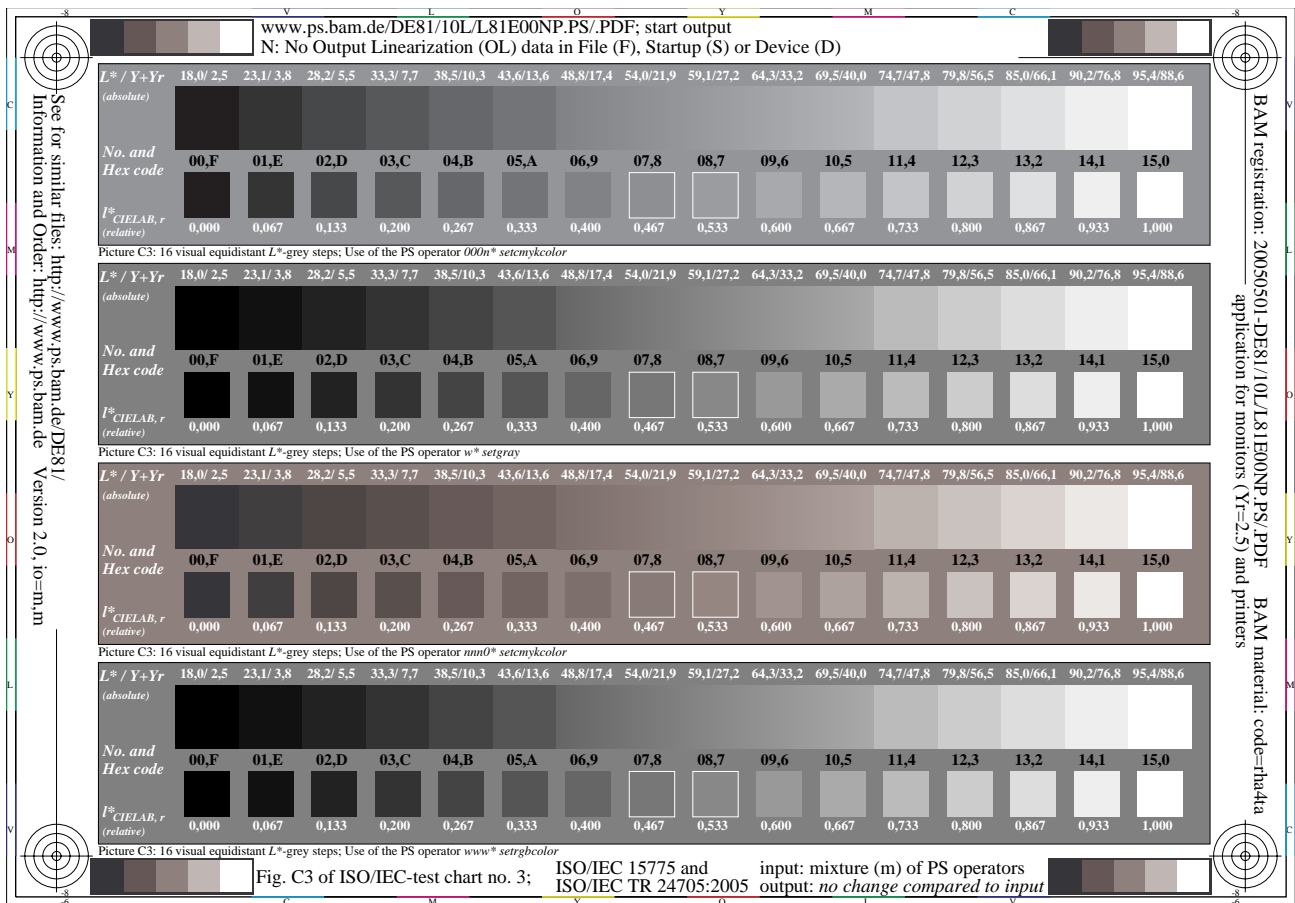 V L O Y M C
-8 -8
www.ps.bam.de/DE81/10L/L81E00NP.PS/.PDF; start output
N: No Output Linearization (OL) data in File (F), Startup (S) or Device (D)
See for similar files: http://www.ps.bam.de/DE81/
Information and Order: http://www.ps.bam.de Version 2.0, io=m,m
BAM registration: 20050501-DE81/10L/L81E00NP.PS/.PDF BAM material: code=rha4ta
application for monitors (Yr=2.5) and printers
C M Y O L V
V L O Y M C
L* / Y+Yr 18,0/ 2,5 23,1/ 3,8 28,2/ 5,5 33,3/ 7,7 38,5/10,3 43,6/13,6 48,8/17,4 54,0/21,9 59,1/27,2 64,3/33,2 69,5/40,0 74,7/47,8 79,8/56,5 85,0/66,1 90,2/76,8 95,4/88,6
(absolute)
No. and
Hex code 00,F 01,E 02,D 03,C 04,B 05,A 06,9 07,8 08,7 09,6 10,5 11,4 12,3 13,2 14,1 15,0
l*CIELAB, r
(relative) 0,000 0,067 0,133 0,200 0,267 0,333 0,400 0,467 0,533 0,600 0,667 0,733 0,800 0,867 0,933 1,000
Picture C3: 16 visual equidistant L*-grey steps; Use of the PS operator 000n* setcmykcolor
L* / Y+Yr 18,0/ 2,5 23,1/ 3,8 28,2/ 5,5 33,3/ 7,7 38,5/10,3 43,6/13,6 48,8/17,4 54,0/21,9 59,1/27,2 64,3/33,2 69,5/40,0 74,7/47,8 79,8/56,5 85,0/66,1 90,2/76,8 95,4/88,6
(absolute)
No. and
Hex code 00,F 01,E 02,D 03,C 04,B 05,A 06,9 07,8 08,7 09,6 10,5 11,4 12,3 13,2 14,1 15,0
l*CIELAB, r
(relative) 0,000 0,067 0,133 0,200 0,267 0,333 0,400 0,467 0,533 0,600 0,667 0,733 0,800 0,867 0,933 1,000
Picture C3: 16 visual equidistant L*-grey steps; Use of the PS operator w* setgray
L* / Y+Yr 18,0/ 2,5 23,1/ 3,8 28,2/ 5,5 33,3/ 7,7 38,5/10,3 43,6/13,6 48,8/17,4 54,0/21,9 59,1/27,2 64,3/33,2 69,5/40,0 74,7/47,8 79,8/56,5 85,0/66,1 90,2/76,8 95,4/88,6
(absolute)
No. and
Hex code 00,F 01,E 02,D 03,C 04,B 05,A 06,9 07,8 08,7 09,6 10,5 11,4 12,3 13,2 14,1 15,0
l*CIELAB, r
(relative) 0,000 0,067 0,133 0,200 0,267 0,333 0,400 0,467 0,533 0,600 0,667 0,733 0,800 0,867 0,933 1,000
Picture C3: 16 visual equidistant L*-grey steps; Use of the PS operator nnn0* setcmykcolor
L* / Y+Yr 18,0/ 2,5 23,1/ 3,8 28,2/ 5,5 33,3/ 7,7 38,5/10,3 43,6/13,6 48,8/17,4 54,0/21,9 59,1/27,2 64,3/33,2 69,5/40,0 74,7/47,8 79,8/56,5 85,0/66,1 90,2/76,8 95,4/88,6
(absolute)
No. and
Hex code 00,F 01,E 02,D 03,C 04,B 05,A 06,9 07,8 08,7 09,6 10,5 11,4 12,3 13,2 14,1 15,0
l*CIELAB, r
(relative) 0,000 0,067 0,133 0,200 0,267 0,333 0,400 0,467 0,533 0,600 0,667 0,733 0,800 0,867 0,933 1,000
Picture C3: 16 visual equidistant L*-grey steps; Use of the PS operator www* setrgbcolor
Fig. C3 of ISO/IEC-test chart no. 3;
ISO/IEC 15775 and
ISO/IEC TR 24705:2005
input: mixture (m) of PS operators
output: no change compared to input
-8 -8
-6 -6
C M Y O L V